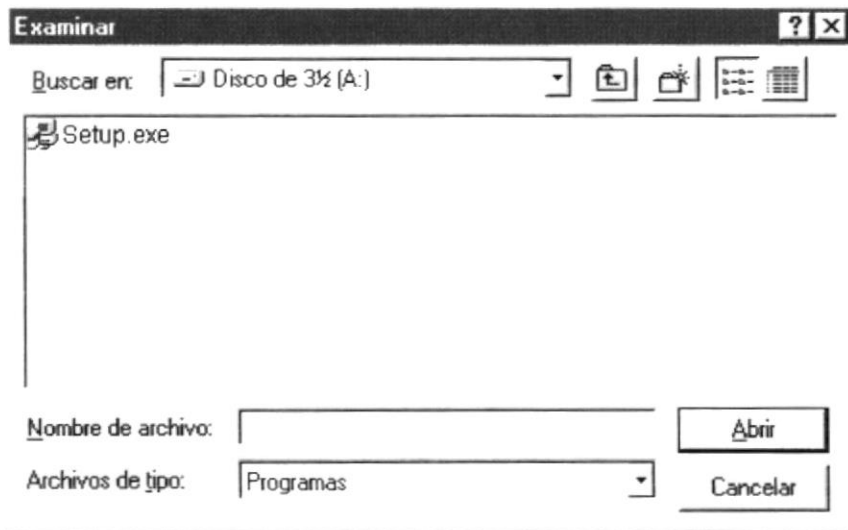 Examinar
Buscar en: Disco de 3½ (A:)
Setup.exe
Nombre de archivo: Abrir
Archivos de tipo: Programas Cancelar